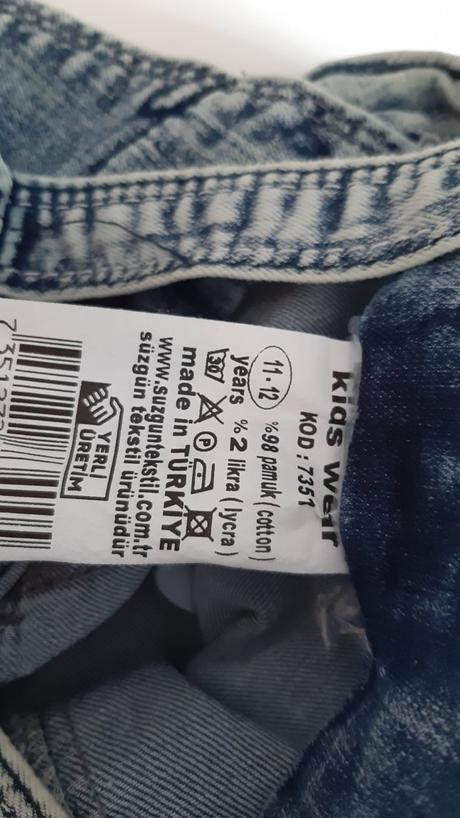 kids wear
KOD : 7351
11-12 %98 pamuk ( cotton )
years %2 likra ( lycra )
30 P
made in TÜRKİYE
www.suzguntekstil.com.tr
süzgün tekstil ürünüdür
YERLİ
ÜRETİM